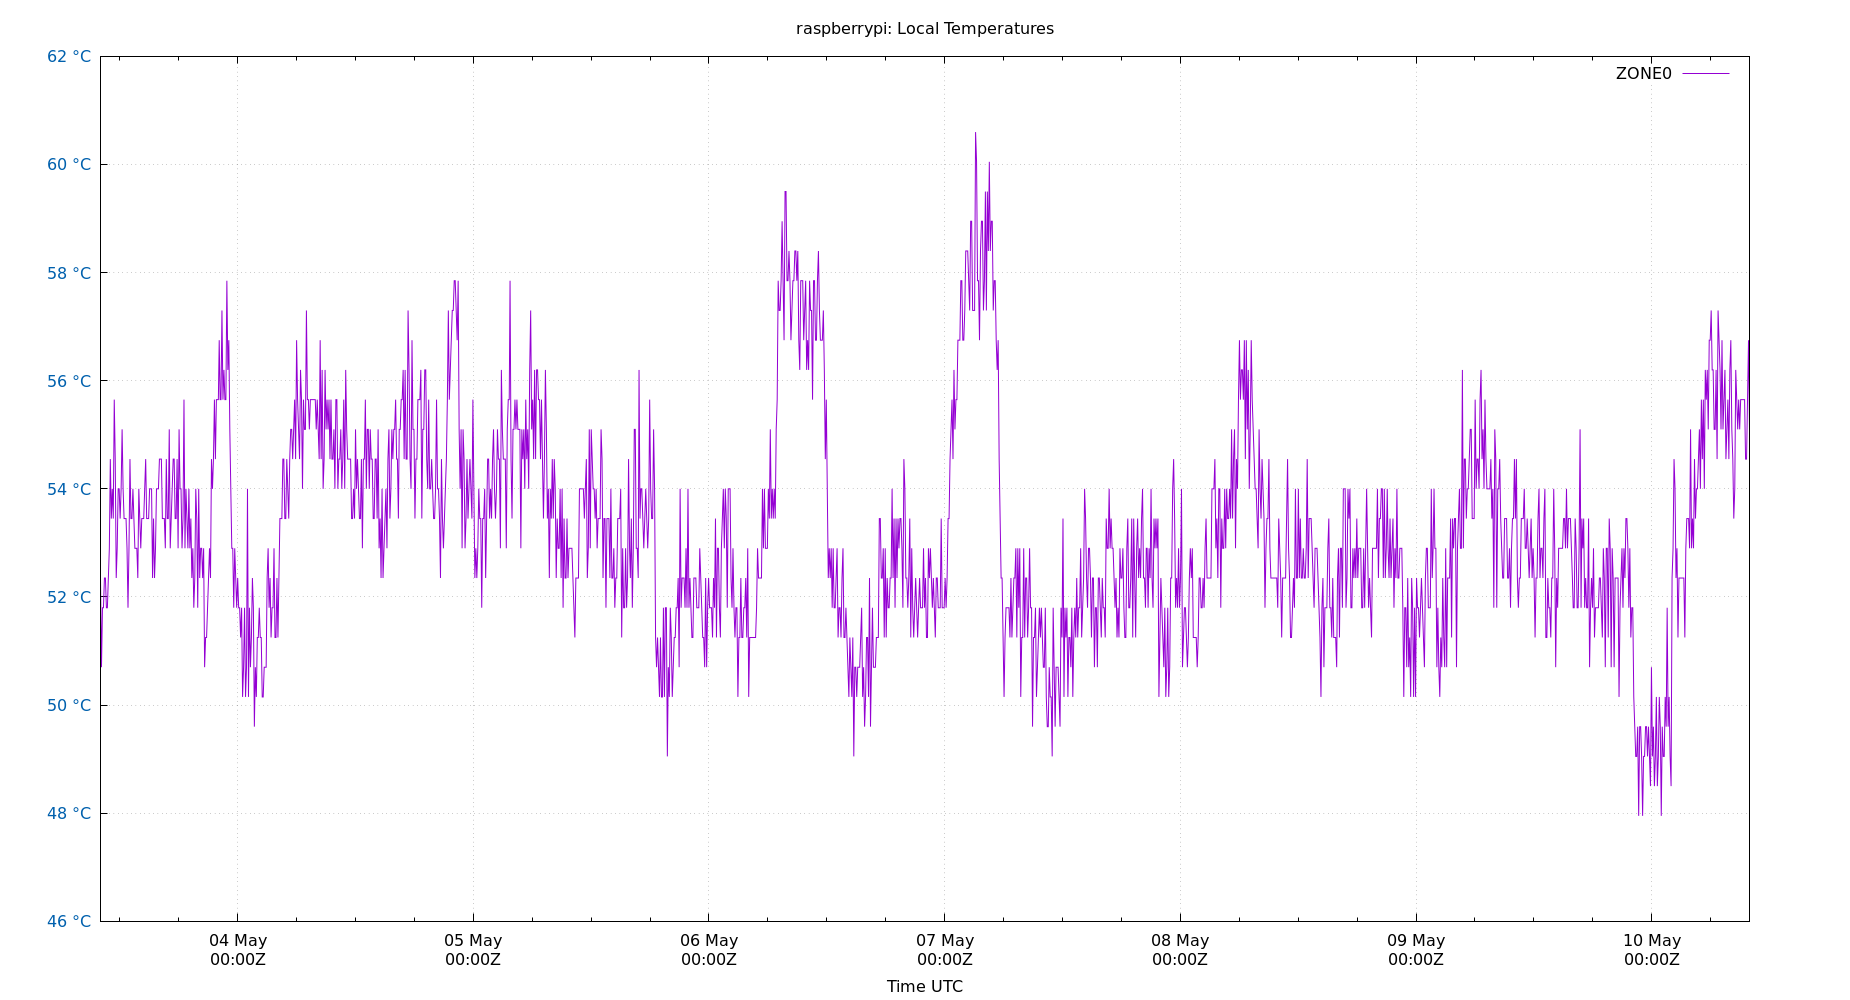 raspberrypi: Local Temperatures
ZONE0
62 °C
60 °C
58 °C
56 °C
54 °C
52 °C
50 °C
48 °C
46 °C
04 May 05 May 06 May 07 May 08 May 09 May 10 May
00:00Z 00:00Z 00:00Z 00:00Z 00:00Z 00:00Z 00:00Z
Time UTC